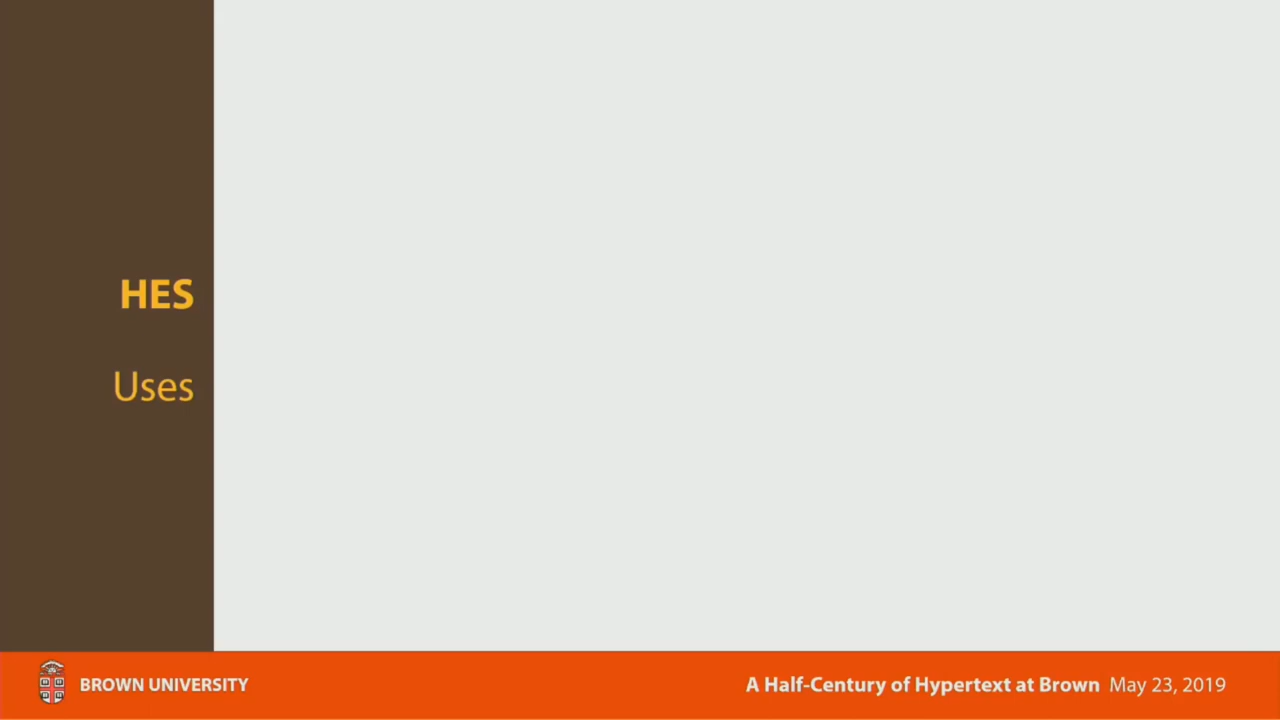 HES
Uses
BROWN UNIVERSITY
A Half-Century of Hypertext at Brown May 23, 2019